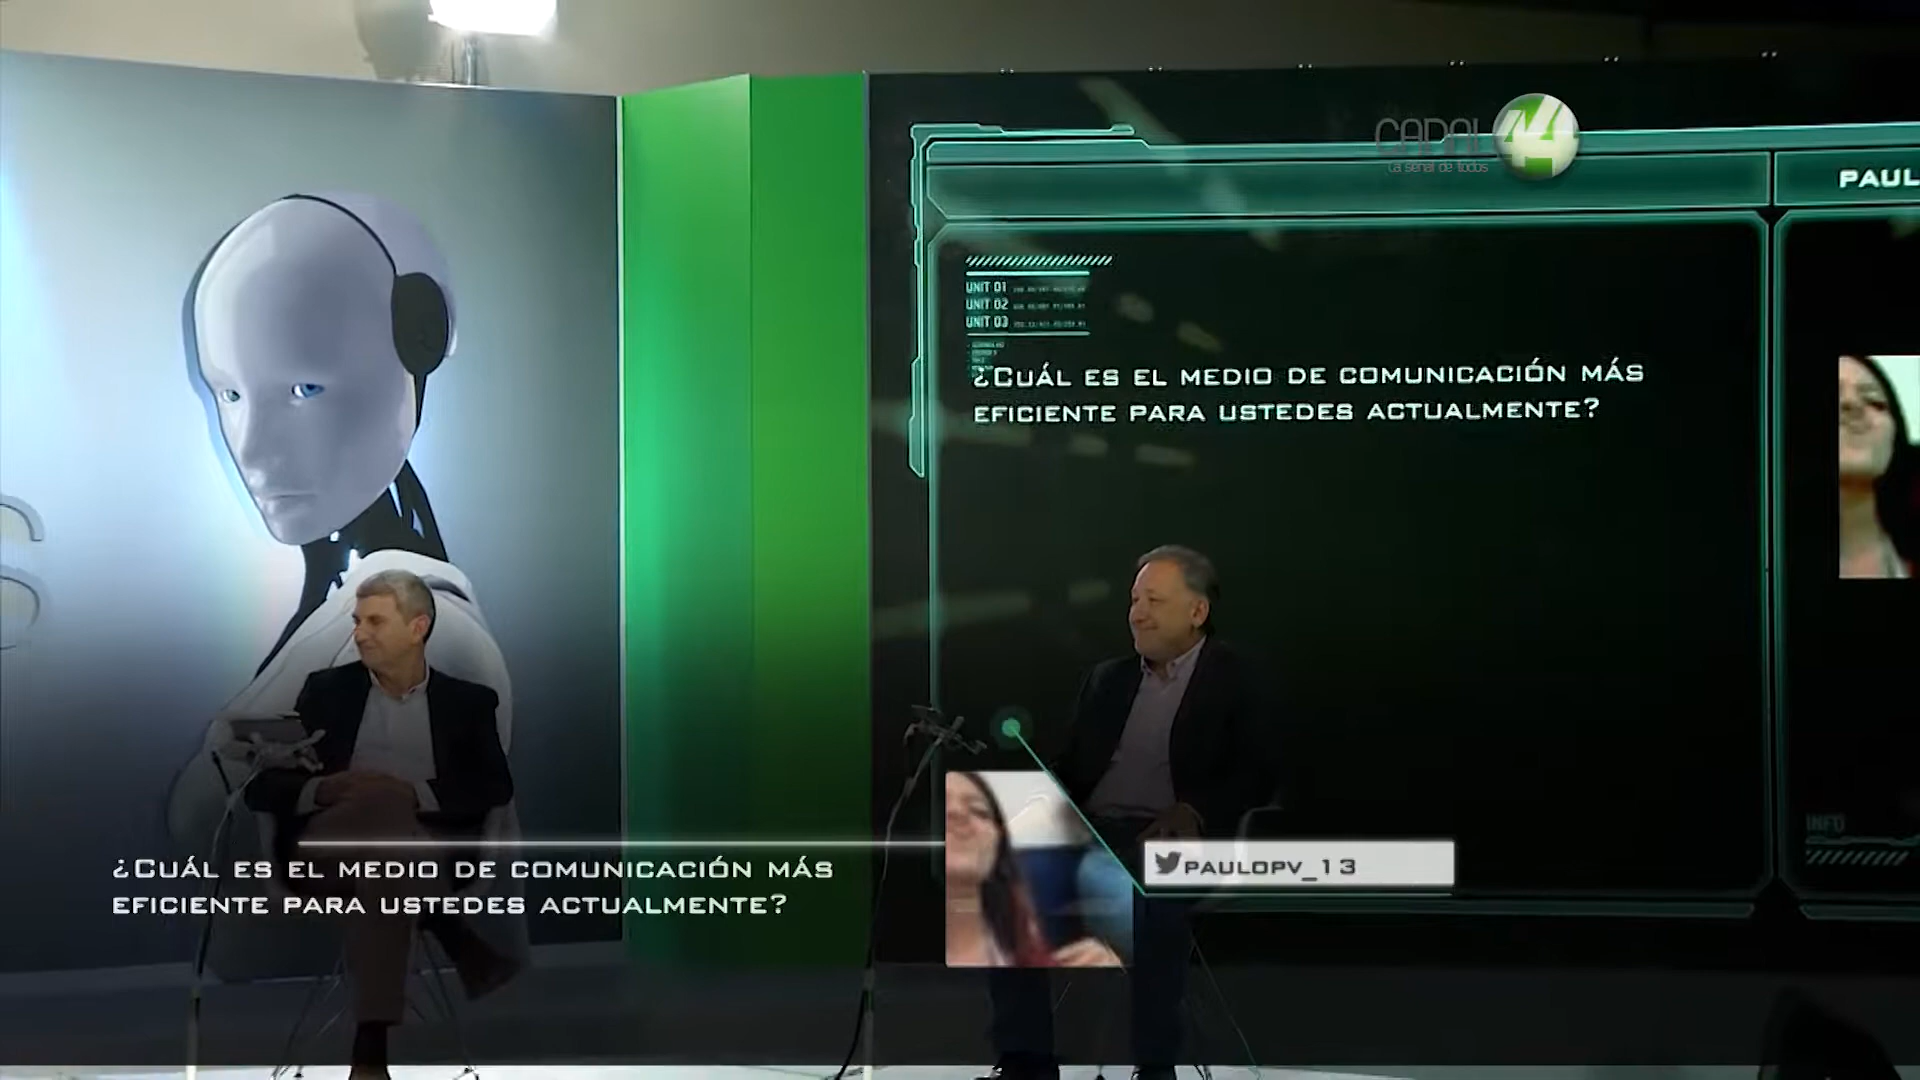 CANAL 44
La señal de todos
PAUL
UNIT 01
UNIT 02
UNIT 03
¿CUÁL ES EL MEDIO DE COMUNICACIÓN MÁS
EFICIENTE PARA USTEDES ACTUALMENTE?
INFO
PAULOPV_13
¿CUÁL ES EL MEDIO DE COMUNICACIÓN MÁS
EFICIENTE PARA USTEDES ACTUALMENTE?